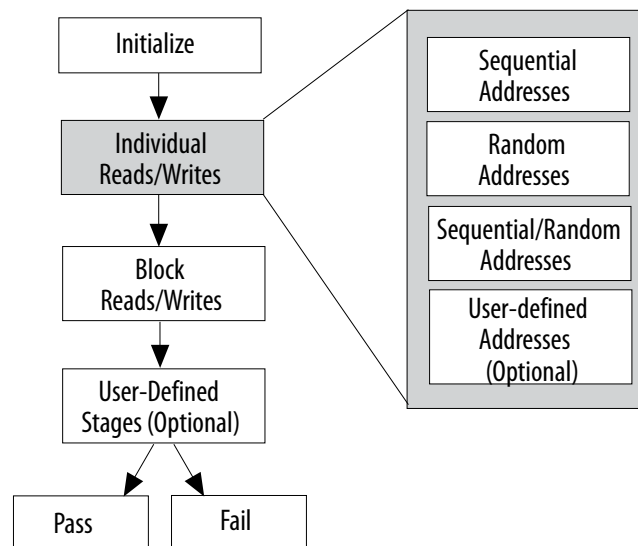 Initialize
Individual
Reads/Writes
Block
Reads/Writes
User-Defined
Stages (Optional)
Pass
Fail
Sequential
Addresses
Random
Addresses
Sequential/Random
Addresses
User-defined
Addresses
(Optional)